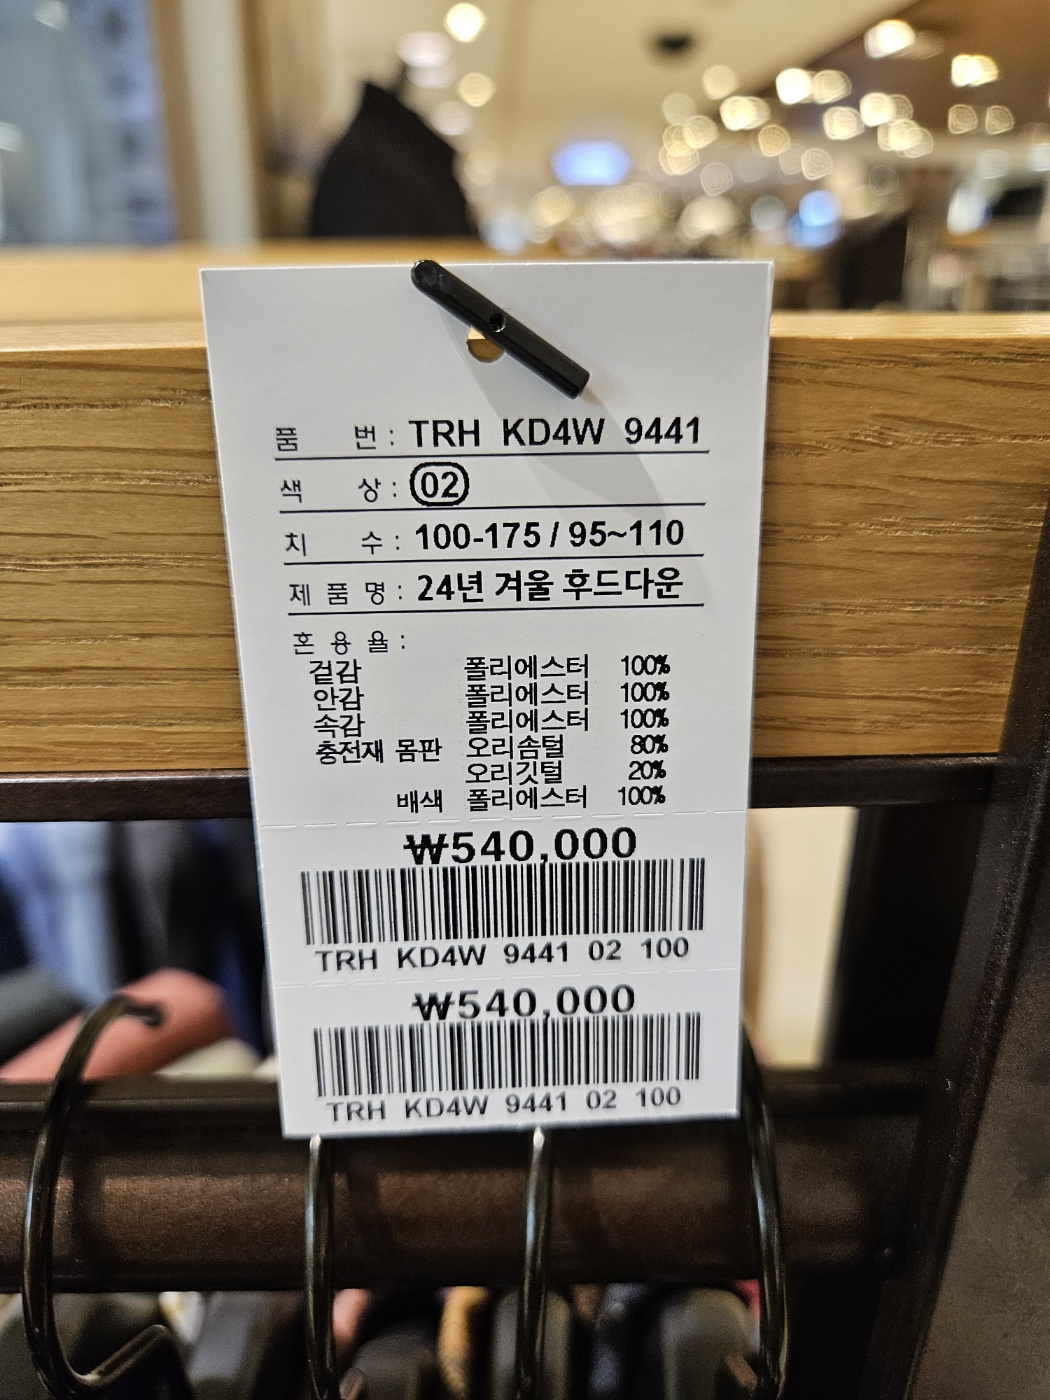 품 번 : TRH KD4W 9441
색 상 : 02
치 수 : 100-175 / 95~110
제 품 명 : 24년 겨울 후드다운
혼 용 율 :
겉감 폴리에스터 100%
안감 폴리에스터 100%
속감 폴리에스터 100%
충전재 몸판 오리솜털 80%
오리깃털 20%
배색 폴리에스터 100%
₩540,000
TRH KD4W 9441 02 100
₩540,000
TRH KD4W 9441 02 100